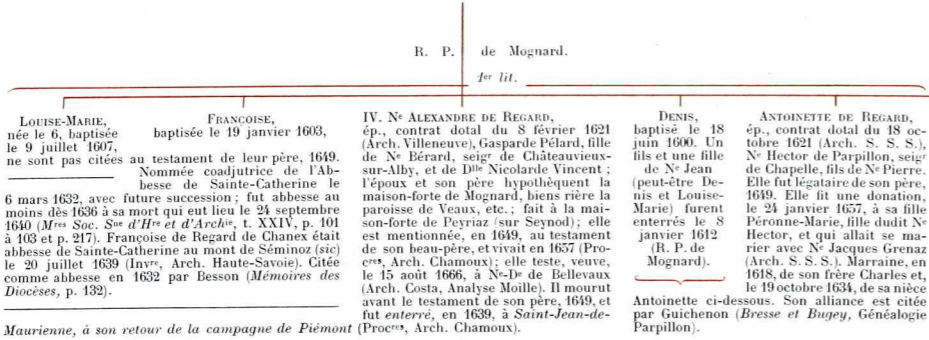 R. P. de Mognard.
1er lit.
LOUISE-MARIE,
née le 6, baptisée
le 9 juillet 1607,
FRANÇOISE,
baptisée le 19 janvier 1603,
ne sont pas citées au testament de leur père, 1649.
Nommée coadjutrice de l'Ab-
besse de Sainte-Catherine le
6 mars 1632, avec future succession ; fut abbesse au
moins dès 1636 à sa mort qui eut lieu le 24 septembre
1640 (Mres Soc. Sne d'Hre et d'Archie, t. XXIV, p. 101
à 103 et p. 217). Françoise de Regard de Chanex était
abbesse de Sainte-Catherine au mont de Séminoz (sic)
le 20 juillet 1639 (Invre, Arch. Haute-Savoie). Citée
comme abbesse en 1632 par Besson (Mémoires des
Diocèses, p. 132).
IV. Ne ALEXANDRE DE REGARD,
ép., contrat dotal du 8 février 1621
(Arch. Villeneuve), Gasparde Pélard, fille
de Ne Bérard, seigr de Châteauvieux-
sur-Alby, et de Dlle Nicolarde Vincent ;
l'époux et son père hypothèquent la
maison-forte de Mognard, biens rière la
paroisse de Veaux, etc. ; fait à la mai-
son-forte de Peyriaz (sur Seynod) ; elle
est mentionnée, en 1649, au testament
de son beau-père, et vivait en 1657 (Pro-
cres, Arch. Chamoux) ; elle teste, veuve,
le 15 août 1666, à Ne-De de Bellevaux
(Arch. Costa, Analyse Moille). Il mourut
avant le testament de son père, 1649, et
fut enterré, en 1639, à Saint-Jean-de-
Maurienne, à son retour de la campagne de Piémont (Procres, Arch. Chamoux).
DENIS,
baptisé le 18
juin 1600. Un
fils et une fille
de Ne Jean
(peut-être De-
nis et Louise-
Marie) furent
enterrés le 8
janvier 1612
(R. P. de
Mognard).
ANTOINETTE DE REGARD,
ép., contrat dotal du 18 oc-
tobre 1621 (Arch. S. S. S.),
Ne Hector de Parpillon, seigr
de Chapelle, fils de Ne Pierre.
Elle fut légataire de son père,
1649. Elle fit une donation,
le 24 janvier 1657, à sa fille
Péronne-Marie, fille dudit Ne
Hector, et qui allait se ma-
rier avec Ne Jacques Grenaz
(Arch. S. S. S.). Marraine, en
1618, de son frère Charles et,
le 19 octobre 1634, de sa nièce
Antoinette ci-dessous. Son alliance est citée
par Guichenon (Bresse et Bugey, Généalogie
Parpillon).